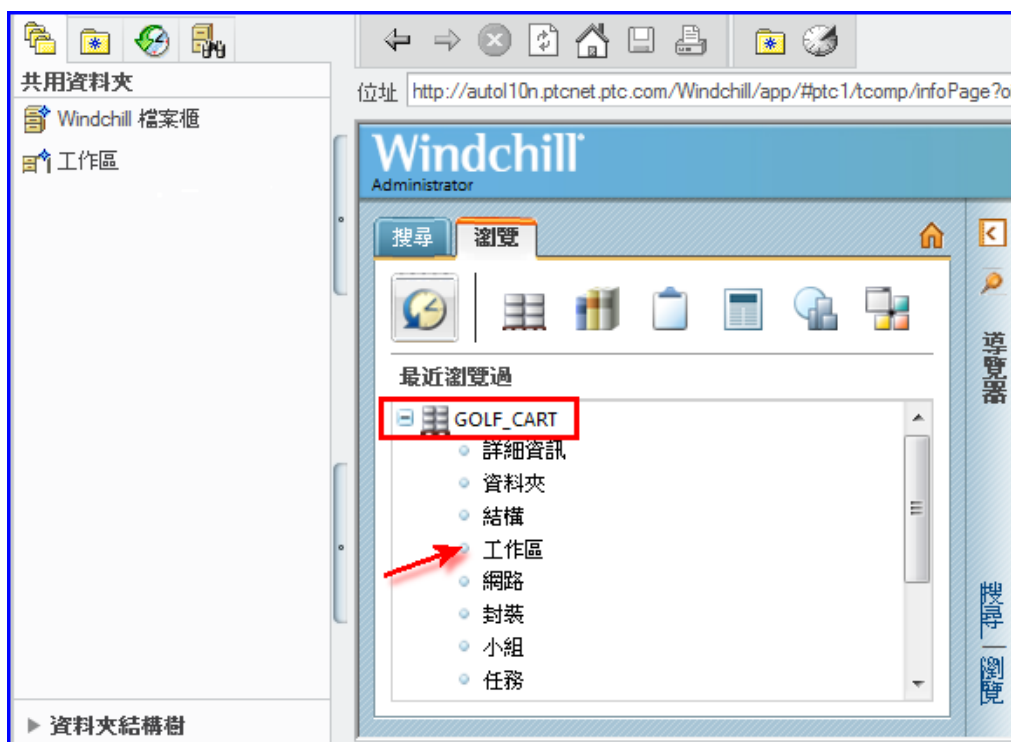 共用資料夾
Windchill 檔案櫃
工作區
資料夾結構樹
位址 http://autol10n.ptcnet.ptc.com/Windchill/app/#ptc1/tcomp/infoPage?o
Windchill
Administrator
搜尋 瀏覽
最近瀏覽過
GOLF_CART
詳細資訊
資料夾
結構
工作區
網路
封裝
小組
任務
導覽器
搜尋 | 瀏覽